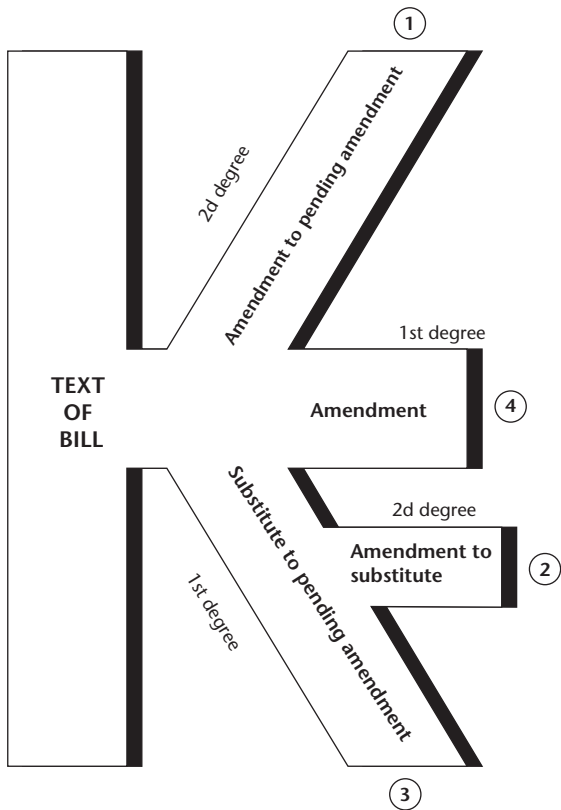 1
2d degree
Amendment to pending amendment
1st degree
TEXT
OF
BILL
Amendment
4
Substitute to pending amendment
2d degree
Amendment to
substitute
2
1st degree
3